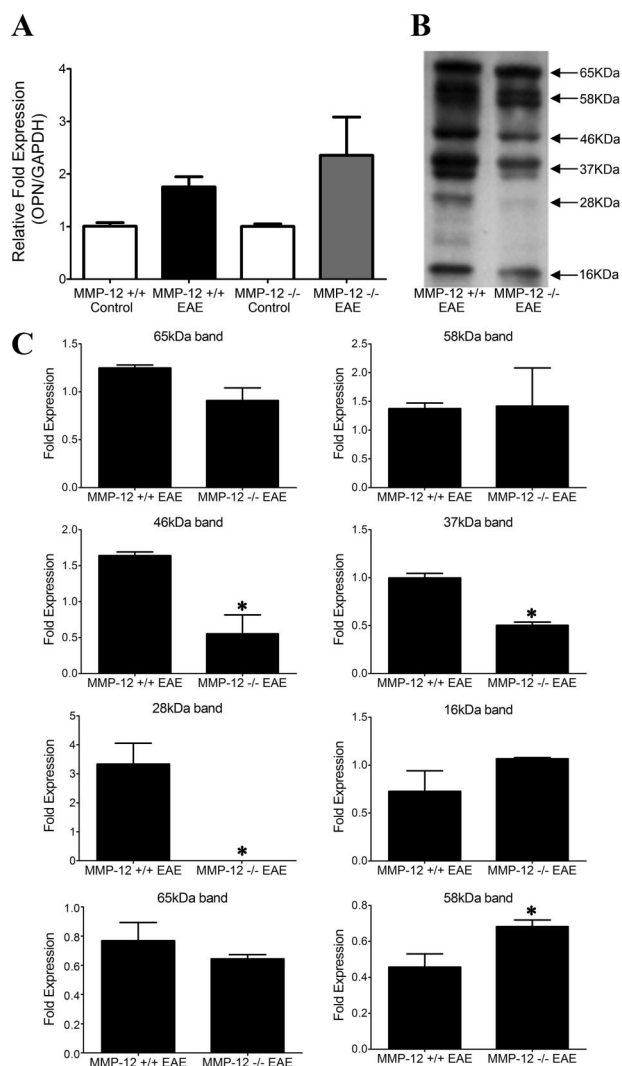 A
Relative Fold Expression
(OPN/GAPDH)
4
3
2
1
0
MMP-12 +/+
Control
MMP-12 +/+
EAE
MMP-12 -/-
Control
MMP-12 -/-
EAE
B
65KDa
58KDa
46KDa
37KDa
28KDa
16KDa
MMP-12 +/+
EAE
MMP-12 -/-
EAE
C
65kDa band
Fold Expression
1.5
1.0
0.5
0.0
MMP-12 +/+ EAE MMP-12 -/- EAE
58kDa band
Fold Expression
2.5
2.0
1.5
1.0
0.5
0.0
MMP-12 +/+ EAE MMP-12 -/- EAE
46kDa band
Fold Expression
2.0
1.5
1.0
0.5
0.0
*
MMP-12 +/+ EAE MMP-12 -/- EAE
37kDa band
Fold Expression
1.5
1.0
0.5
0.0
*
MMP-12 +/+ EAE MMP-12 -/- EAE
28kDa band
Fold Expression
5
4
3
2
1
0
*
MMP-12 +/+ EAE MMP-12 -/- EAE
16kDa band
Fold Expression
1.5
1.0
0.5
0.0
MMP-12 +/+ EAE MMP-12 -/- EAE
65kDa band
Fold Expression
1.0
0.8
0.6
0.4
0.2
0.0
MMP-12 +/+ EAE MMP-12 -/- EAE
58kDa band
Fold Expression
0.8
0.6
0.4
0.2
0.0
*
MMP-12 +/+ EAE MMP-12 -/- EAE